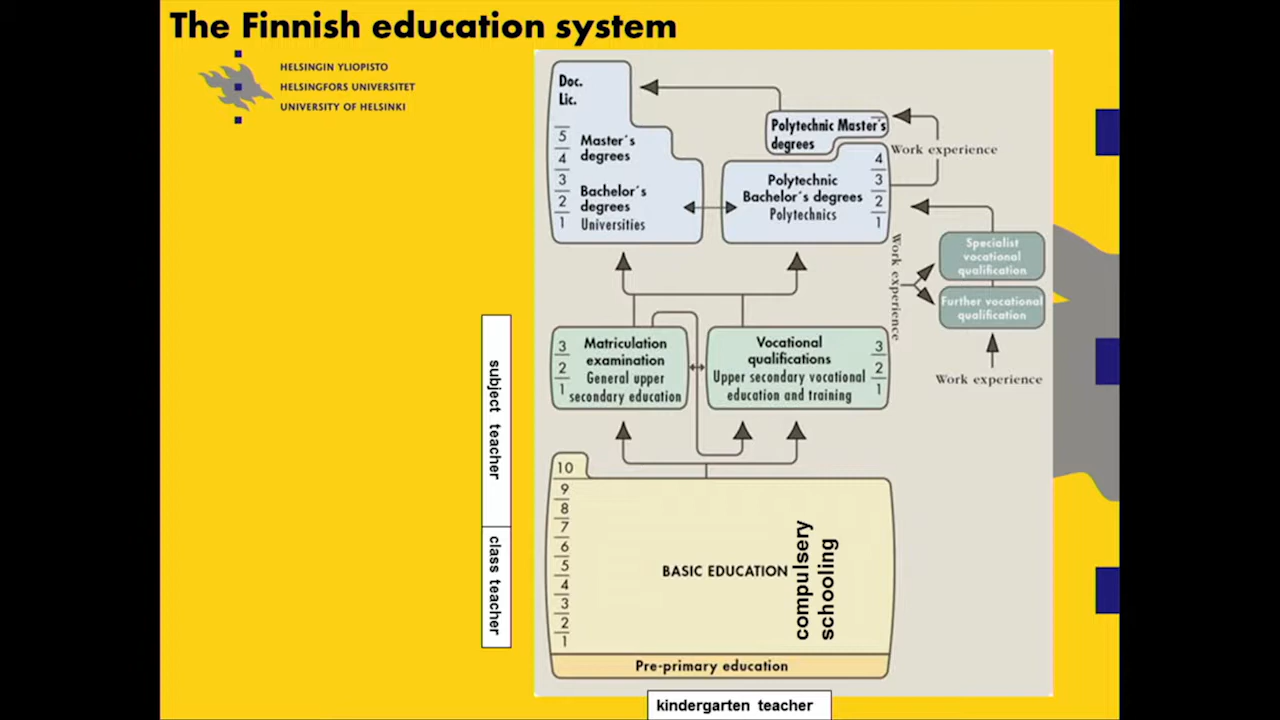 The Finnish education system
HELSINGIN YLIOPISTO
HELSINGFORS UNIVERSITET
UNIVERSITY OF HELSINKI
Doc.
Lic.
5
4
3
2
1
Master´s
degrees
Bachelor´s
degrees
Universities
Polytechnic Master´s
degrees
Work experience
Polytechnic
Bachelor´s degrees
Polytechnics
4
3
2
1
Work experience
Specialist
vocational
qualification
Further vocational
qualification
Work experience
3
2
1
Matriculation
examination
General upper
secondary education
Vocational
qualifications
Upper secondary vocational
education and training
3
2
1
subject teacher
class teacher
10
9
8
7
6
5
4
3
2
1
BASIC EDUCATION
compulsery
schooling
Pre-primary education
kindergarten teacher